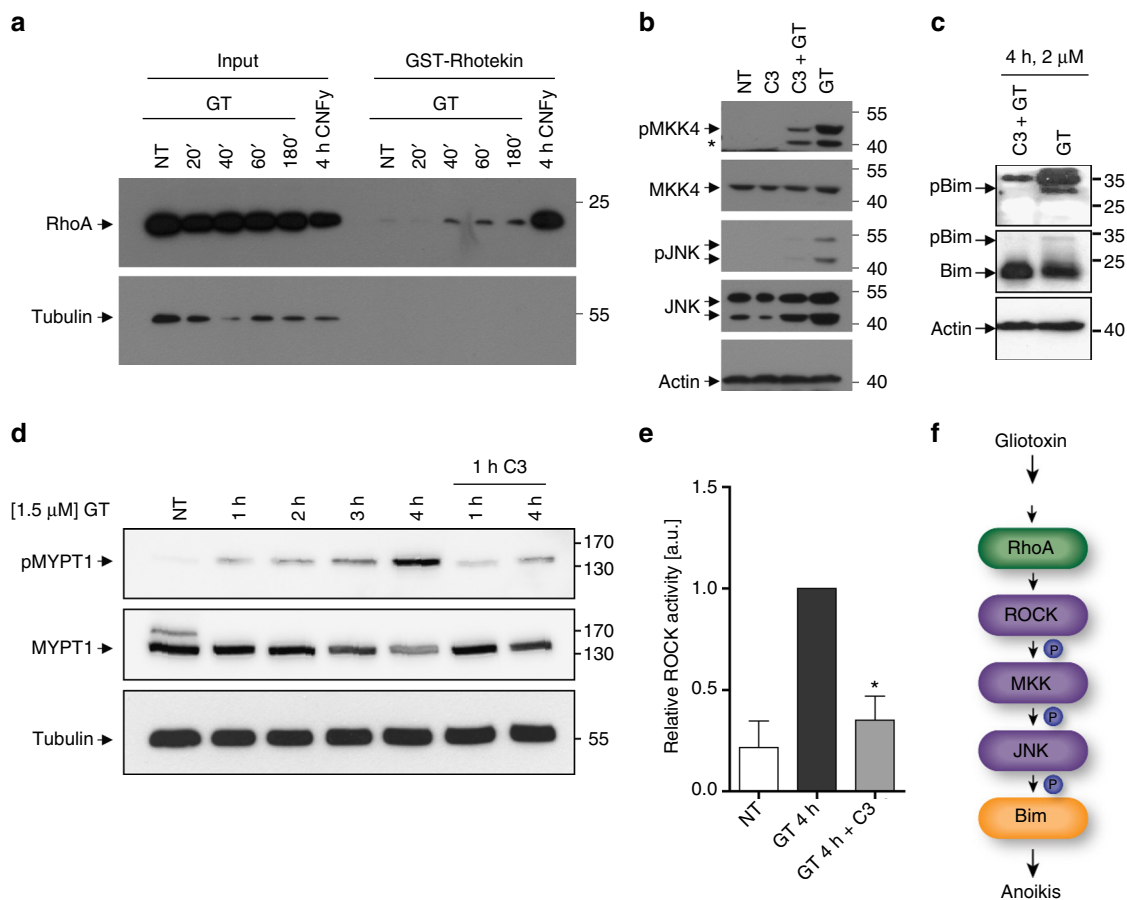 a
Input
GST-Rhotekin
GT
GT
NT
20′
40′
60′
180′
4 h CNFy
NT
20′
40′
60′
180′
4 h CNFy
RhoA
25
Tubulin
55
b
NT
C3
C3 + GT
GT
pMKK4
*
55
40
MKK4
55
40
pJNK
55
40
JNK
55
40
Actin
40
c
4 h, 2 μM
C3 + GT
GT
pBim
35
25
pBim
35
Bim
25
Actin
40
d
1 h C3
[1.5 μM] GT
NT
1 h
2 h
3 h
4 h
1 h
4 h
pMYPT1
170
130
MYPT1
170
130
Tubulin
55
e
Relative ROCK activity [a.u.]
1.5
1.0
0.5
0.0
*
NT
GT 4 h
GT 4 h + C3
f
Gliotoxin
RhoA
ROCK
P
MKK
P
JNK
P
Bim
Anoikis